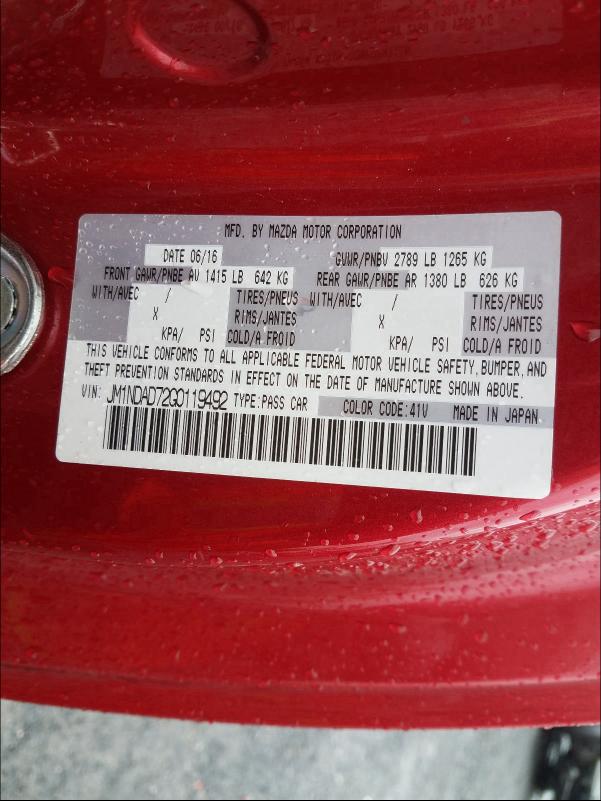 MFD. BY MAZDA MOTOR CORPORATION
DATE 06/16 GVWR/PNBV 2789 LB 1265 KG
FRONT GAWR/PNBE AV 1415 LB 642 KG REAR GAWR/PNBE AR 1380 LB 626 KG
WITH/AVEC / TIRES/PNEUS WITH/AVEC / TIRES/PNEUS
X RIMS/JANTES X RIMS/JANTES
KPA/ PSI COLD/A FROID KPA/ PSI COLD/A FROID
THIS VEHICLE CONFORMS TO ALL APPLICABLE FEDERAL MOTOR VEHICLE SAFETY, BUMPER, AND
THEFT PREVENTION STANDARDS IN EFFECT ON THE DATE OF MANUFACTURE SHOWN ABOVE.
VIN: JM1NDAD72G0119492 TYPE:PASS CAR COLOR CODE:41V MADE IN JAPAN